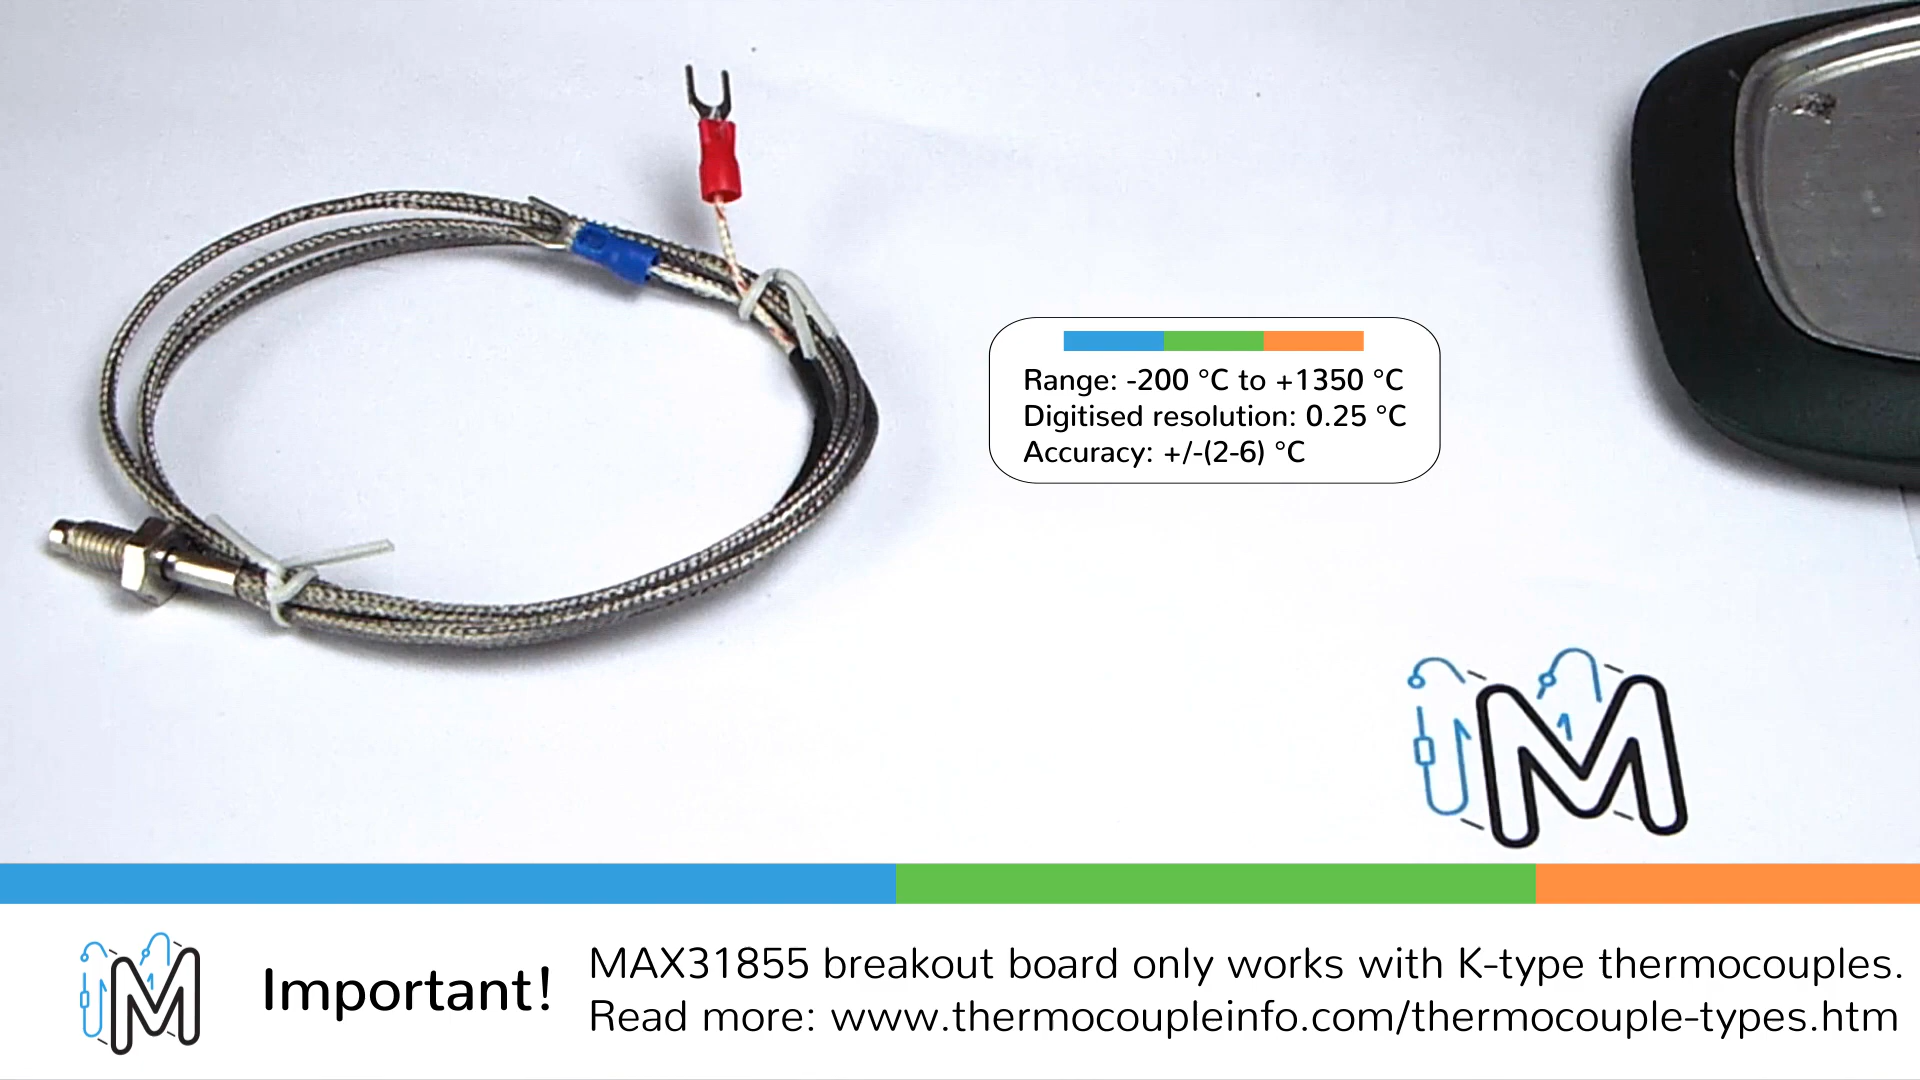 Range: -200 °C to +1350 °C
Digitised resolution: 0.25 °C
Accuracy: +/-(2-6) °C
Important!
MAX31855 breakout board only works with K-type thermocouples.
Read more: www.thermocoupleinfo.com/thermocouple-types.htm